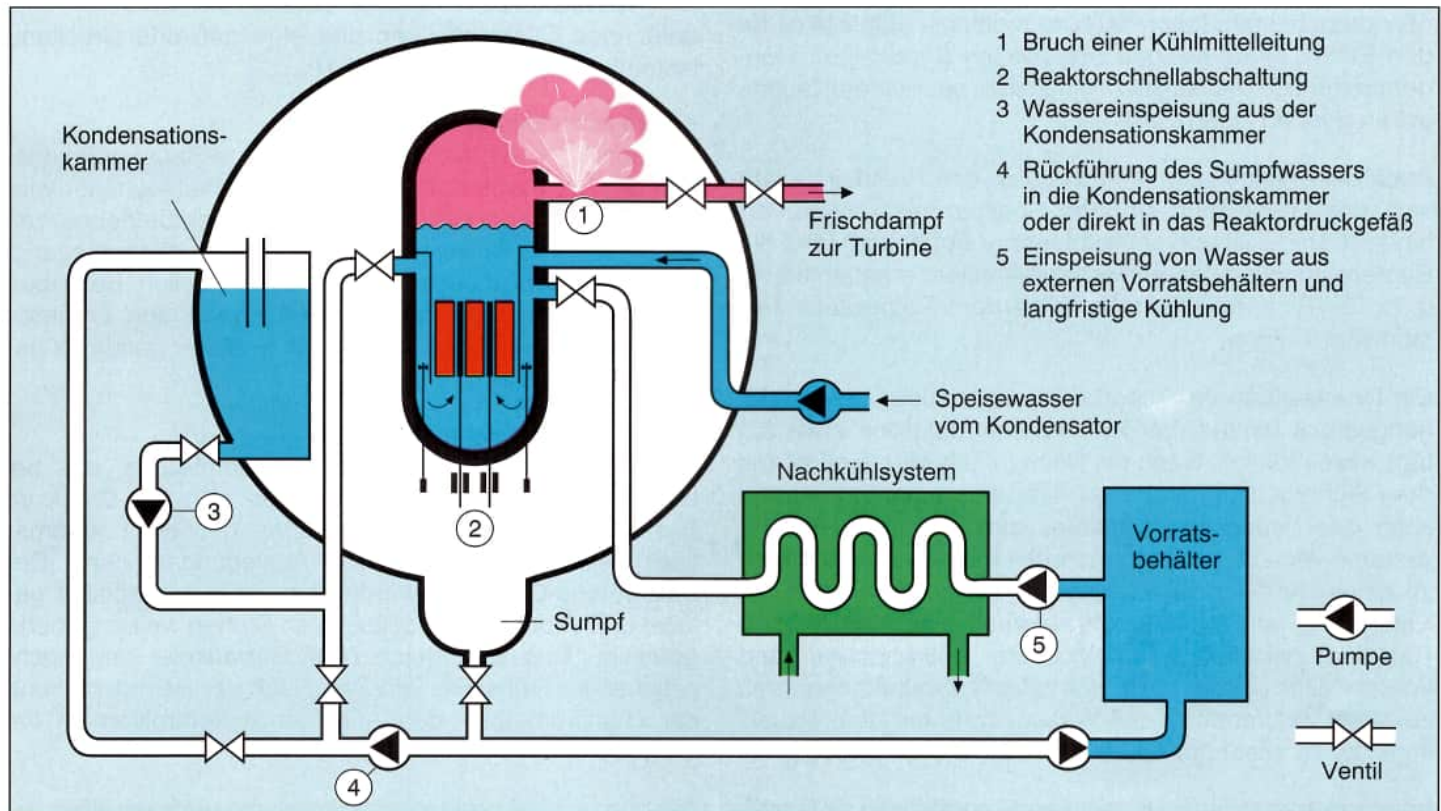 1 Bruch einer Kühlmittelleitung
2 Reaktorschnellabschaltung
3 Wassereinspeisung aus der
Kondensationskammer
4 Rückführung des Sumpfwassers
in die Kondensationskammer
oder direkt in das Reaktordruckgefäß
5 Einspeisung von Wasser aus
externen Vorratsbehältern und
langfristige Kühlung
Kondensations-
kammer
1
Frischdampf
zur Turbine
Speisewasser
vom Kondensator
3
2
Nachkühlsystem
Vorrats-
behälter
Sumpf
5
Pumpe
4
Ventil